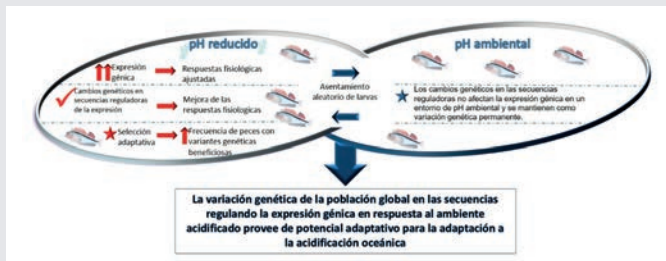 pH reducido
Expresión
génica
Respuestas fisiológicas
ajustadas
Cambios genéticos en
secuencias reguladoras
de la expresión
Mejora de las
respuestas fisiologicas
Selección
adaptativa
Frecuencia de peces con
variantes genéticas
beneficiosas
Asentamiento
aleatorio de larvas
pH ambiental
Los cambios genéticos en las secuencias
reguladoras no afectan la expresión génica en un
entorno de pH ambiental y se mantienen como
variación genética permanente.
La variación genética de la población global en las secuencias
regulando la expresión génica en respuesta al ambiente
acidificado provee de potencial adaptativo para la adaptación a
la acidificación oceánica